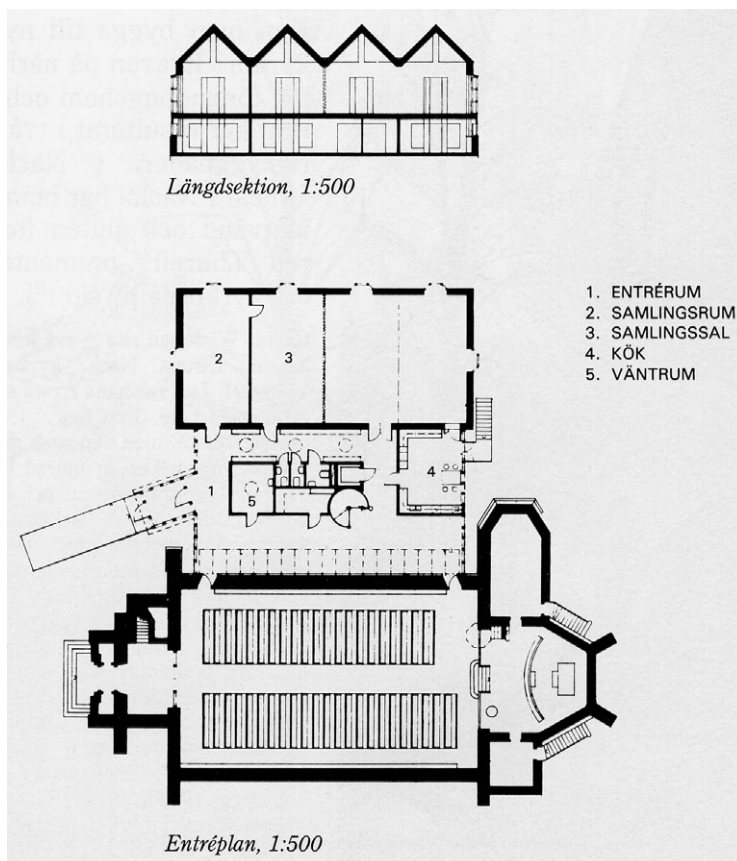 Längdsektion, 1:500
1. ENTRÉRUM
2. SAMLINGSRUM
3. SAMLINGSSAL
4. KÖK
5. VÄNTRUM
2
3
4
1
5
Entréplan, 1:500